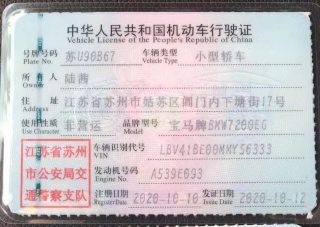 中华人民共和国机动车行驶证
Vehicle License of the People's Republic of China
号牌号码 苏U90B67 车辆类型 小型轿车
Plate No. Vehicle Type
所有人 陆茜
Owner
住址 江苏省苏州市姑苏区阊门内下塘街17号
Address
使用性质 非营运 品牌型号 宝马牌BMW7200EG
Use Character Model
江苏省苏州市公安局交通警察支队
车辆识别代号 LBV41BE00MMY56333
VIN
发动机号码 A539E093
Engine No.
注册日期 2020-10-10 发证日期 2020-10-12
Register Date Issue Date